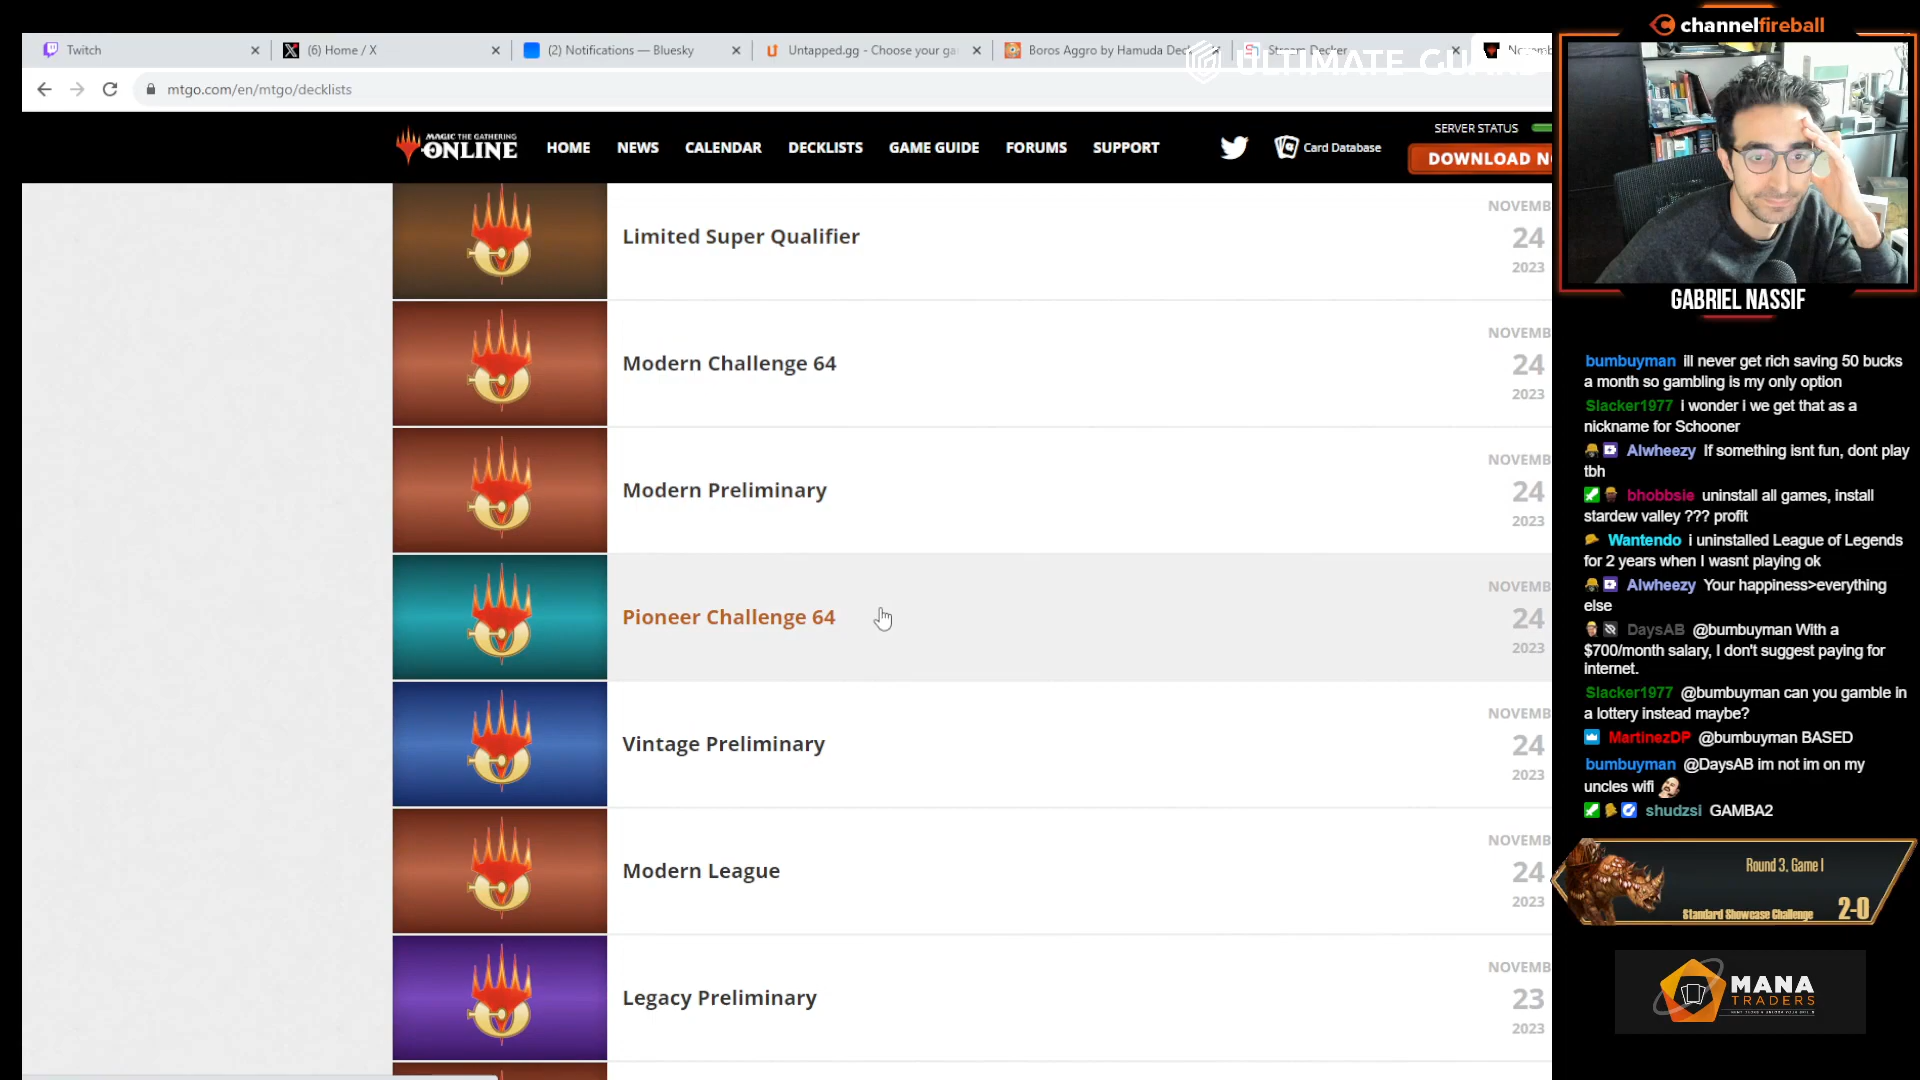 Twitch
(6) Home / X
(2) Notifications — Bluesky
Untapped.gg - Choose your ga
Boros Aggro by Hamuda Dec
Stream Decker
ULTIMATE
mtgo.com/en/mtgo/decklists
MAGIC THE GATHERING
ONLINE
HOME
NEWS
CALENDAR
DECKLISTS
GAME GUIDE
FORUMS
SUPPORT
Card Database
SERVER STATUS
DOWNLOAD N
Limited Super Qualifier
NOVEMB
24
2023
Modern Challenge 64
NOVEMB
24
2023
Modern Preliminary
NOVEMB
24
2023
Pioneer Challenge 64
NOVEMB
24
2023
Vintage Preliminary
NOVEMB
24
2023
Modern League
NOVEMB
24
2023
Legacy Preliminary
NOVEMB
23
2023
channelfireball
GABRIEL NASSIF
bumbuyman ill never get rich saving 50 bucks
a month so gambling is my only option
Slacker1977 i wonder i we get that as a
nickname for Schooner
Alwheezy If something isnt fun, dont play
tbh
bhobbsie uninstall all games, install
stardew valley ??? profit
Wantendo i uninstalled League of Legends
for 2 years when I wasnt playing ok
Alwheezy Your happiness>everything
else
DaysAB @bumbuyman With a
$700/month salary, I don't suggest paying for
internet.
Slacker1977 @bumbuyman can you gamble in
a lottery instead maybe?
MartinezDP @bumbuyman BASED
bumbuyman @DaysAB im not im on my
uncles wifi
shudzsi GAMBA2
Round 3, Game 1
Standard Showcase Challenge
2-0
MANA
TRADERS